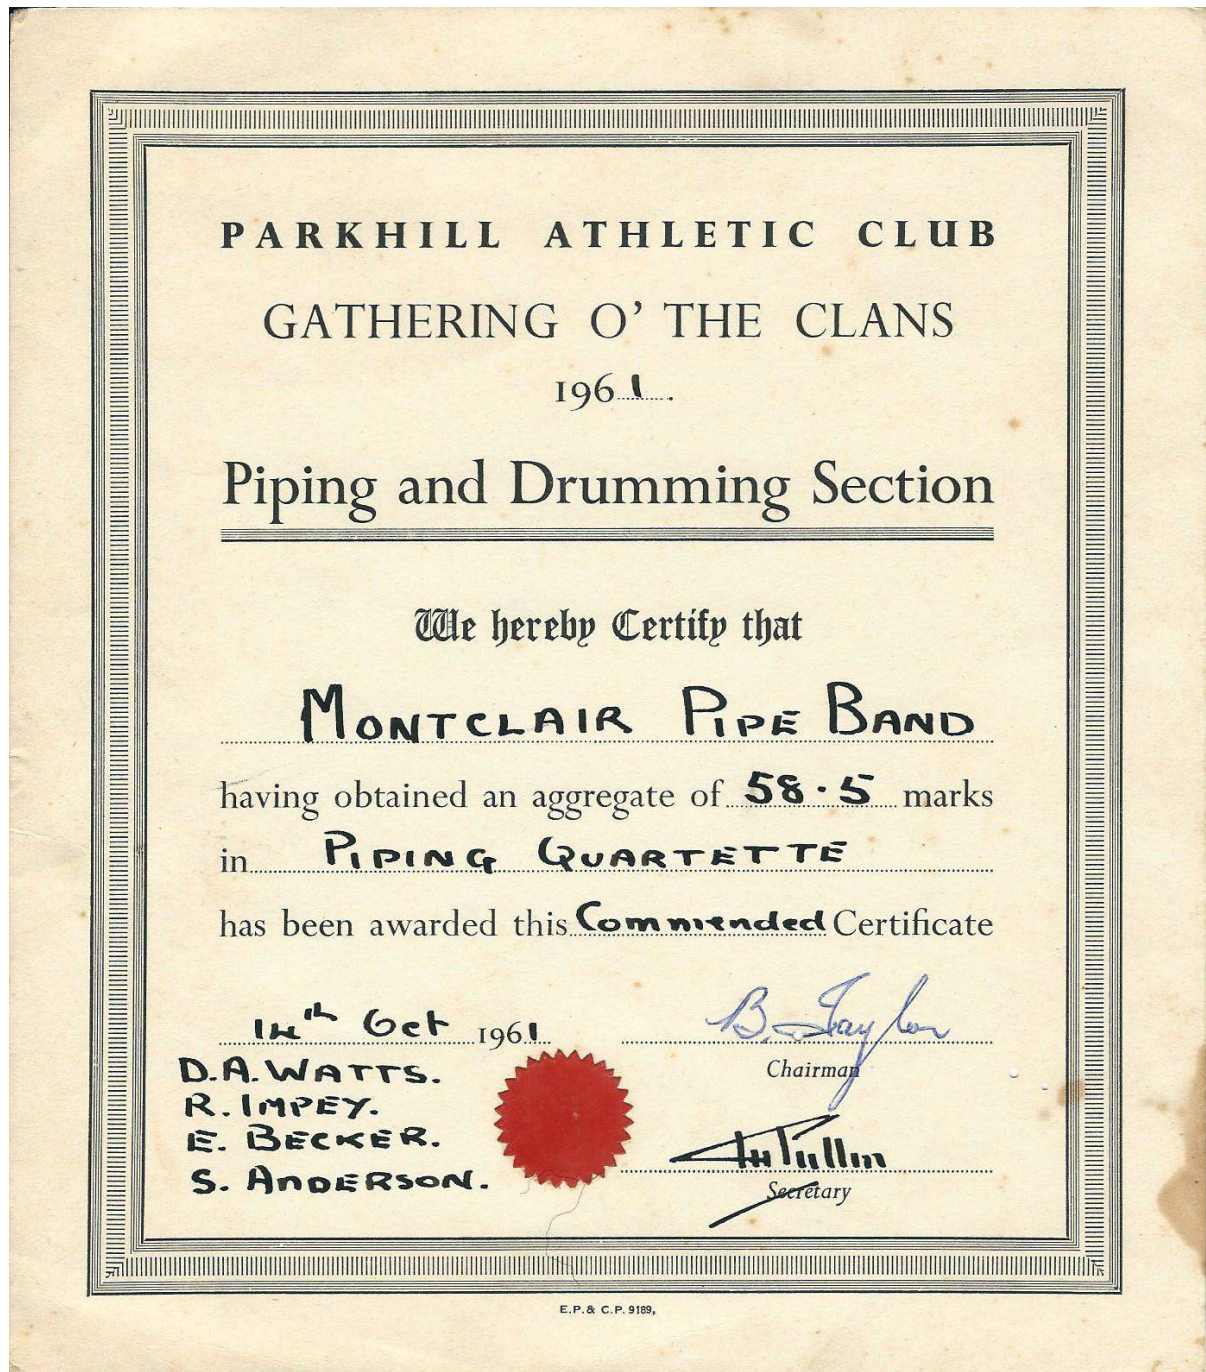 PARKHILL ATHLETIC CLUB
GATHERING O' THE CLANS
1961.
Piping and Drumming Section
We hereby Certify that
MONTCLAIR PIPE BAND
having obtained an aggregate of 58·5 marks
in PIPING QUARTETTE
has been awarded this Commended Certificate
14th Oct 1961
B. Taylor
Chairman
D.A. WATTS.
R. IMPEY.
E. BECKER.
S. ANDERSON.
Pullin
Secretary
E.P. & C.P. 9189,